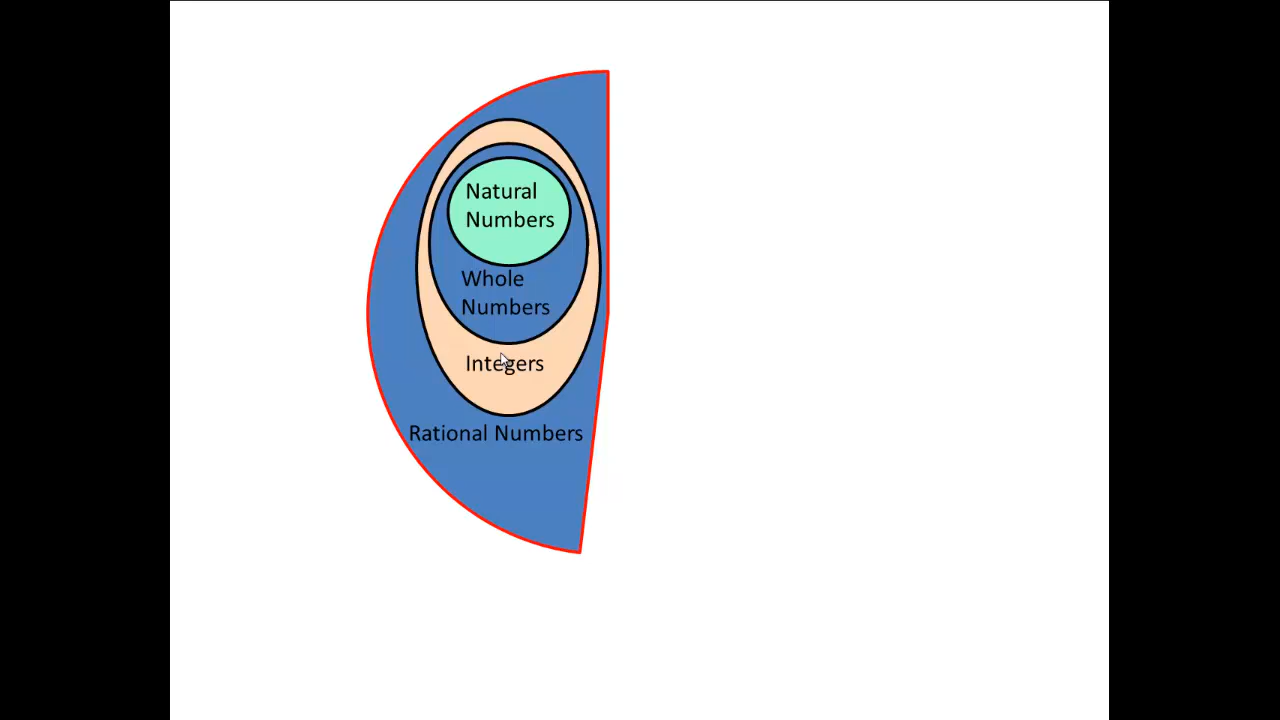 Natural
Numbers
Whole
Numbers
Integers
Rational Numbers